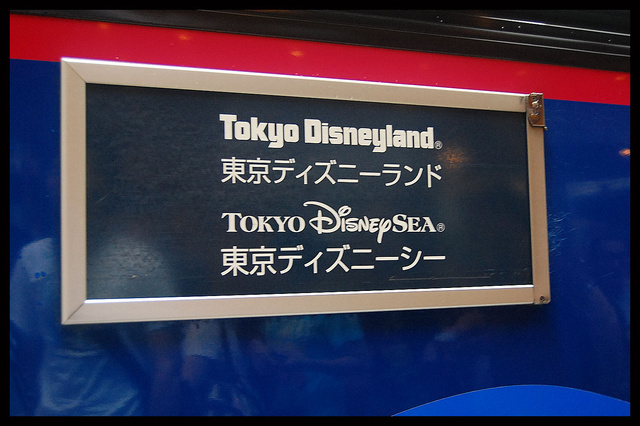 Tokyo Disneyland®
東京ディズニーランド
TOKYO DISNEYSEA®
東京ディズニーシー